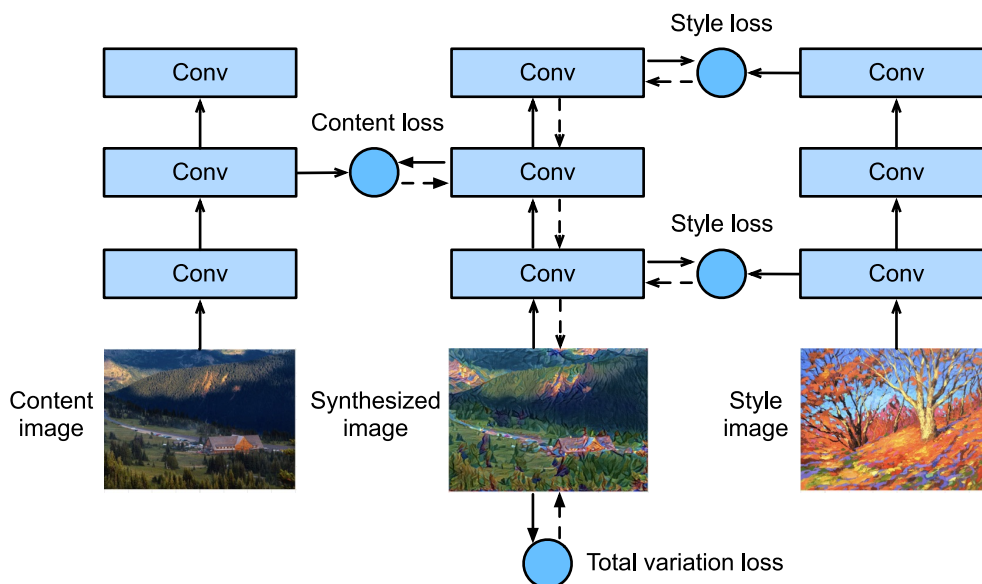 Style loss
Conv
Conv
Conv
Content loss
Conv
Conv
Conv
Style loss
Conv
Conv
Conv
Content
image
Synthesized
image
Style
image
Total variation loss